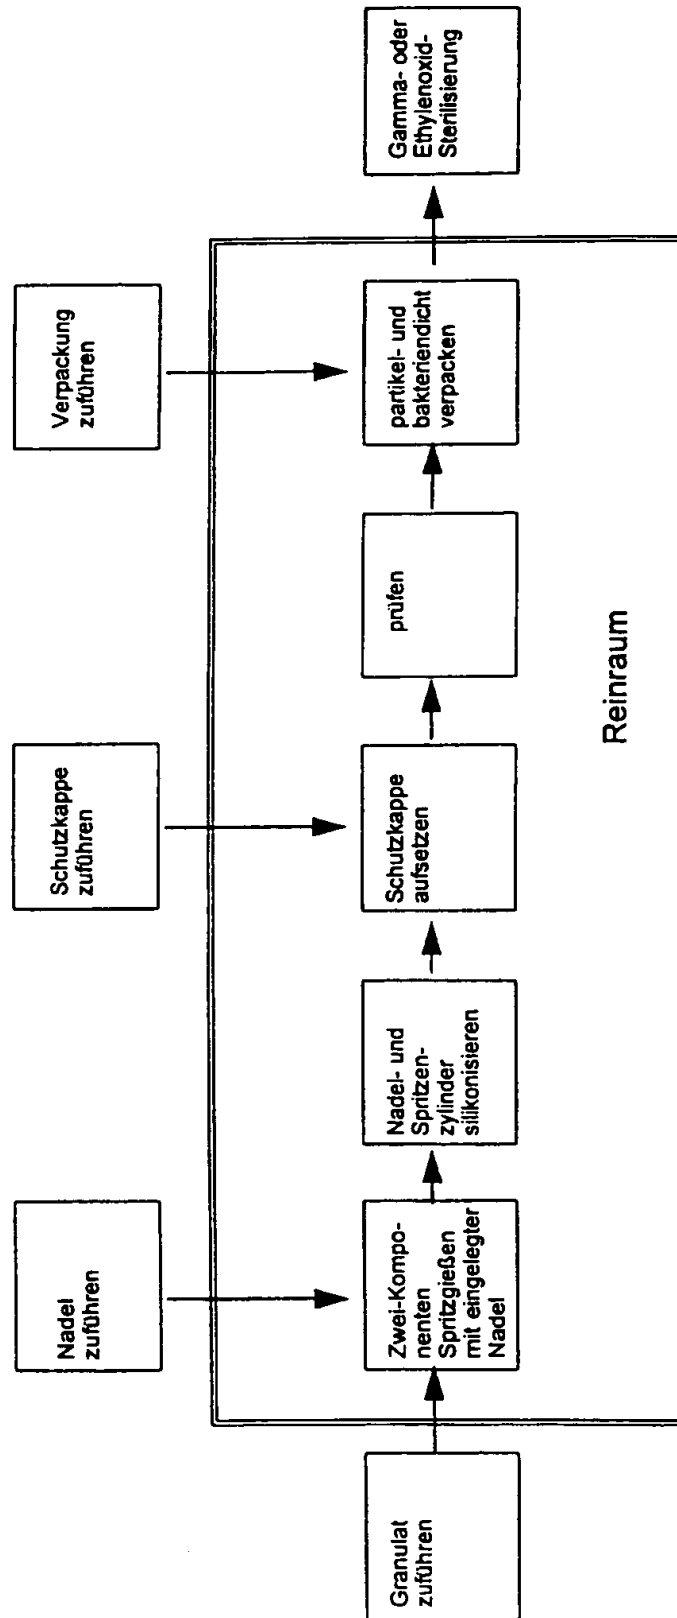 Nadel
zuführen
Schutzkappe
zuführen
Verpackung
zuführen
Granulat
zuführen
Zwei-Kompo-
nenten
Spritzgießen
mit eingelegter
Nadel
Nadel- und
Spritzen-
zylinder
silikonisieren
Schutzkappe
aufsetzen
prüfen
partikel- und
bakteriendicht
verpacken
Gamma- oder
Ethylenoxid-
Sterilisierung
Reinraum